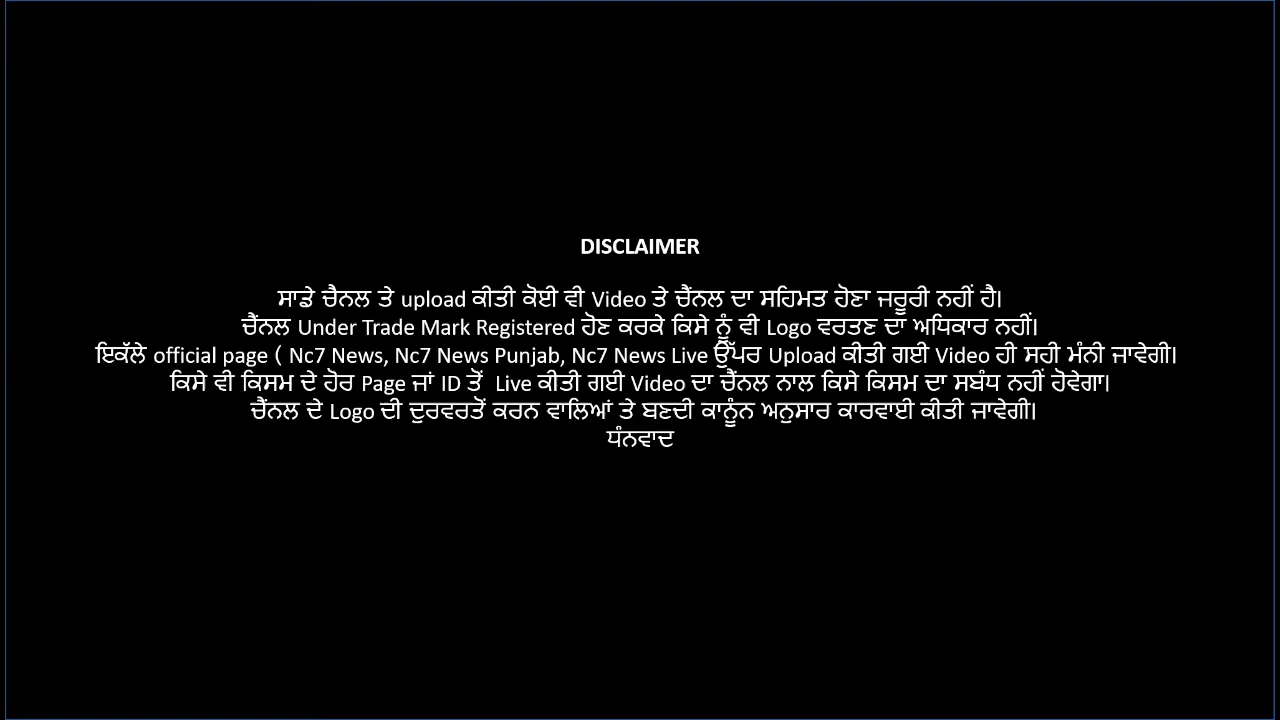 DISCLAIMER
ਸਾਡੇ ਚੈਨਲ ਤੇ upload ਕੀਤੀ ਕੋਈ ਵੀ Video ਤੇ ਚੈੱਨਲ ਦਾ ਸਹਿਮਤ ਹੋਣਾ ਜਰੂਰੀ ਨਹੀਂ ਹੈ।
ਚੈੱਨਲ Under Trade Mark Registered ਹੋਣ ਕਰਕੇ ਕਿਸੇ ਨੂੰ ਵੀ Logo ਵਰਤਣ ਦਾ ਅਧਿਕਾਰ ਨਹੀਂ।
ਇਕੱਲੇ official page ( Nc7 News, Nc7 News Punjab, Nc7 News Live ਉੱਪਰ Upload ਕੀਤੀ ਗਈ Video ਹੀ ਸਹੀ ਮੰਨੀ ਜਾਵੇਗੀ।
ਕਿਸੇ ਵੀ ਕਿਸਮ ਦੇ ਹੋਰ Page ਜਾਂ ID ਤੋਂ Live ਕੀਤੀ ਗਈ Video ਦਾ ਚੈੱਨਲ ਨਾਲ ਕਿਸੇ ਕਿਸਮ ਦਾ ਸਬੰਧ ਨਹੀਂ ਹੋਵੇਗਾ।
ਚੈੱਨਲ ਦੇ Logo ਦੀ ਦੁਰਵਰਤੋਂ ਕਰਨ ਵਾਲਿਆਂ ਤੇ ਬਣਦੀ ਕਾਨੂੰਨ ਅਨੁਸਾਰ ਕਾਰਵਾਈ ਕੀਤੀ ਜਾਵੇਗੀ।
ਧੰਨਵਾਦ